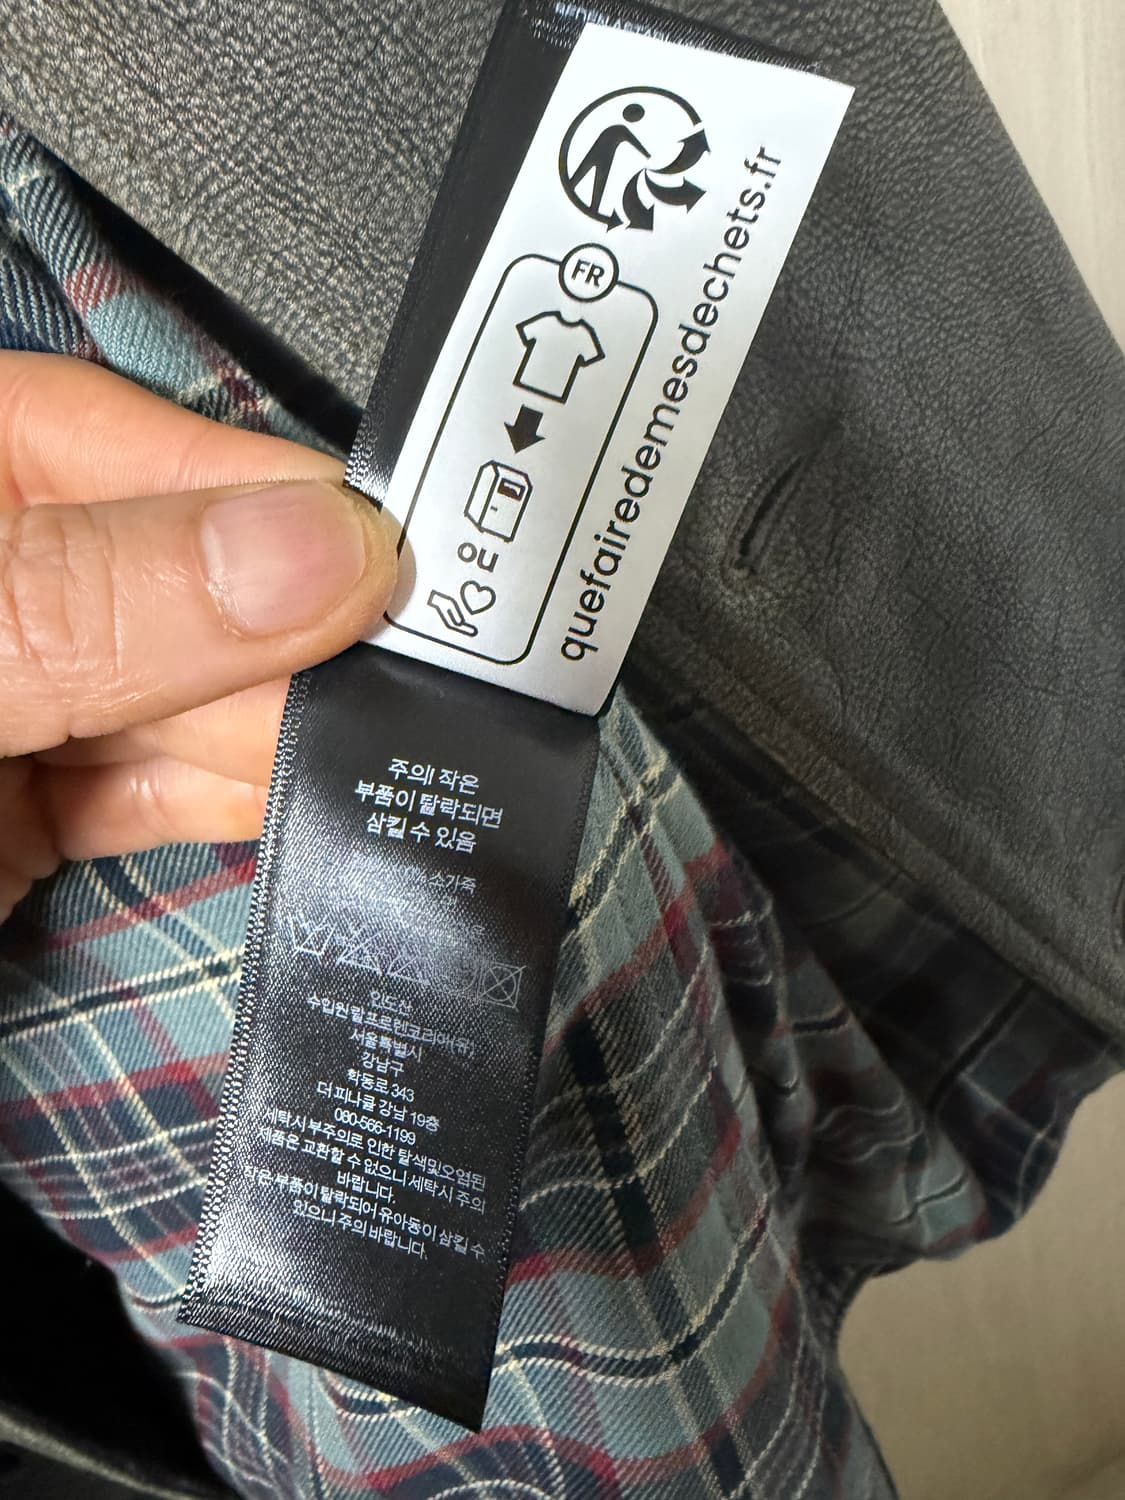 FR
ou
quefairedemesdechets.fr
주의! 작은
부품이 탈락되면
삼킬 수 있음
소가죽
인도산
수입원 랄프로렌코리아(유)
서울특별시
강남구
학동로 343
더 피나클 강남 19층
080-566-1199
세탁시 부주의로 인한 탈색및오염된
제품은 교환할 수 없으니 세탁시 주의
바랍니다.
작은 부품이 탈락되어 유아동이 삼킬 수
있으니 주의 바랍니다.